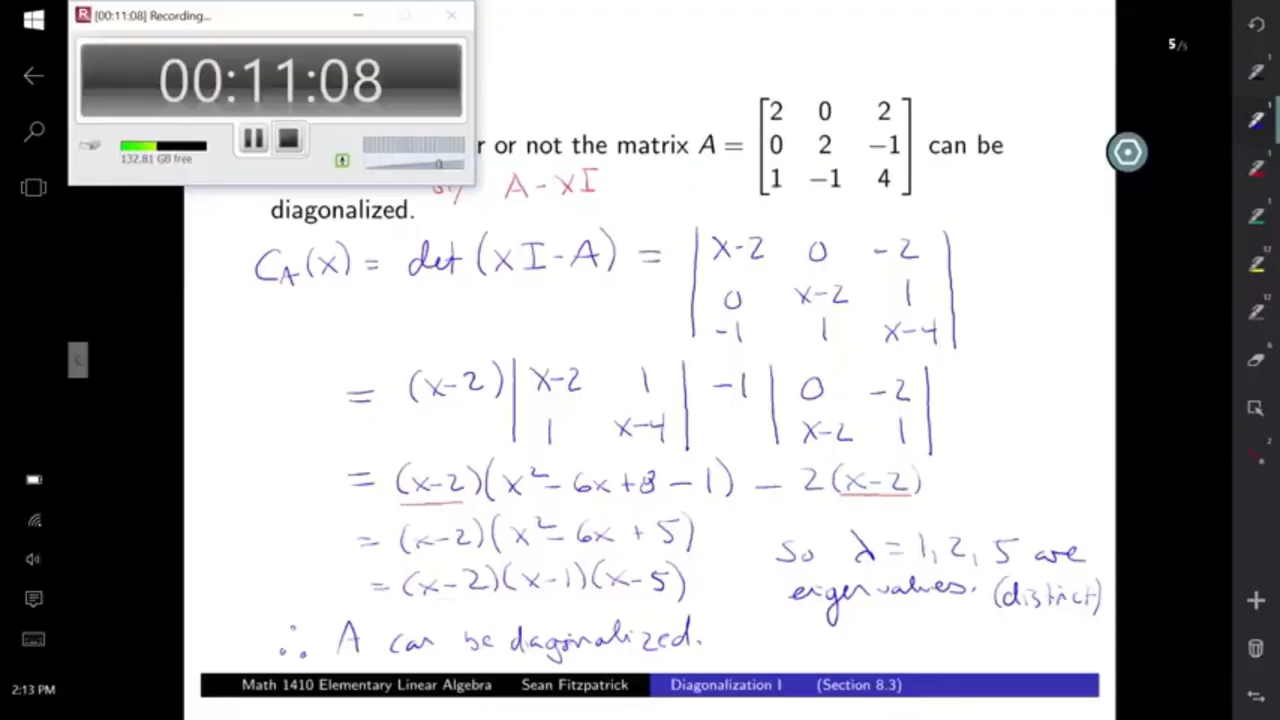 [00:11:08] Recording...
00:11:08
132.81 GB free
5/5
r or not the matrix A = [2 0 2; 0 2 −1; 1 −1 4] can be
A - xI
diagonalized.
C_A(x) = det(xI-A) = | x-2 0 -2 |
| 0 x-2 1 |
| -1 1 x-4 |
= (x-2) | x-2 1; 1 x-4 | -1 | 0 -2; x-2 1 |
= (x-2)(x²-6x+8-1) - 2(x-2)
= (x-2)(x²-6x+5)
= (x-2)(x-1)(x-5)
So λ = 1, 2, 5 are
eigenvalues. (distinct)
∴ A can be diagonalized.
Math 1410 Elementary Linear Algebra Sean Fitzpatrick Diagonalization I (Section 8.3)
2:13 PM